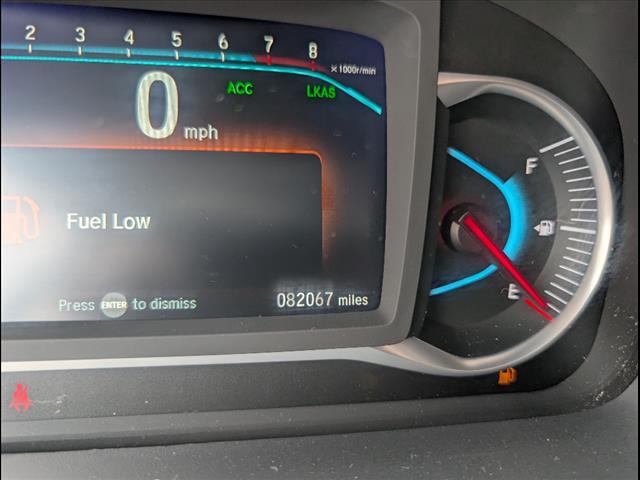 2 3 4 5 6 7 8
×1000r/min
ACC LKAS
0 mph
F
Fuel Low
E
Press ENTER to dismiss
082067 miles